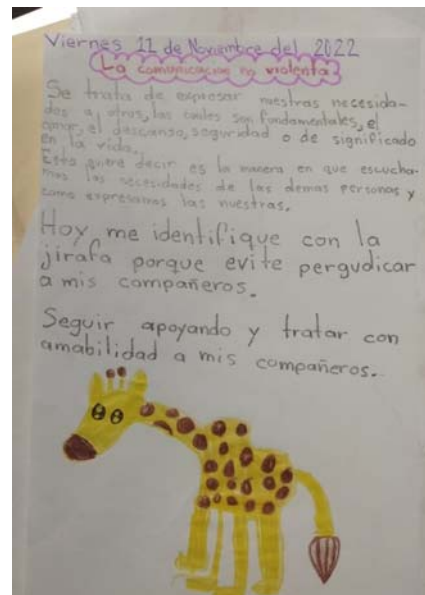 Viernes 11 de Noviembre del 2022
La comunicacion no violenta:
Se trata de expresar nuestras necesida-
des a otros, las cuales son fundamentales, el
amor, el descanso, seguridad o de significado
en la vida.
Esto quiere decir es la manera en que escucha-
mos las necesidades de las demas personas y
como expresamos las nuestras.
Hoy me identifique con la
jirafa porque evite pergudicar
a mis compañeros.
Seguir apoyando y tratar con
amabilidad a mis compañeros.